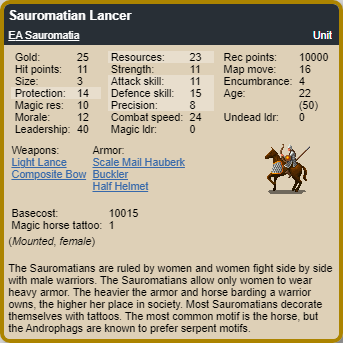 Sauromatian Lancer
EA Sauromatia Unit
Gold: 25 Resources: 23 Rec points: 10000
Hit points: 11 Strength: 11 Map move: 16
Size: 3 Attack skill: 11 Encumbrance: 4
Protection: 14 Defence skill: 15 Age: 22
Magic res: 10 Precision: 8 (50)
Morale: 12 Combat speed: 24 Undead ldr: 0
Leadership: 40 Magic ldr: 0
Weapons: Armor:
Light Lance Scale Mail Hauberk
Composite Bow Buckler
Half Helmet
Basecost: 10015
Magic horse tattoo: 1
(Mounted, female)
The Sauromatians are ruled by women and women fight side by side
with male warriors. The Sauromatians allow only women to wear
heavy armor. The heavier the armor and horse barding a warrior
owns, the higher her place in society. Most Sauromatians decorate
themselves with tattoos. The most common motif is the horse, but
the Androphags are known to prefer serpent motifs.